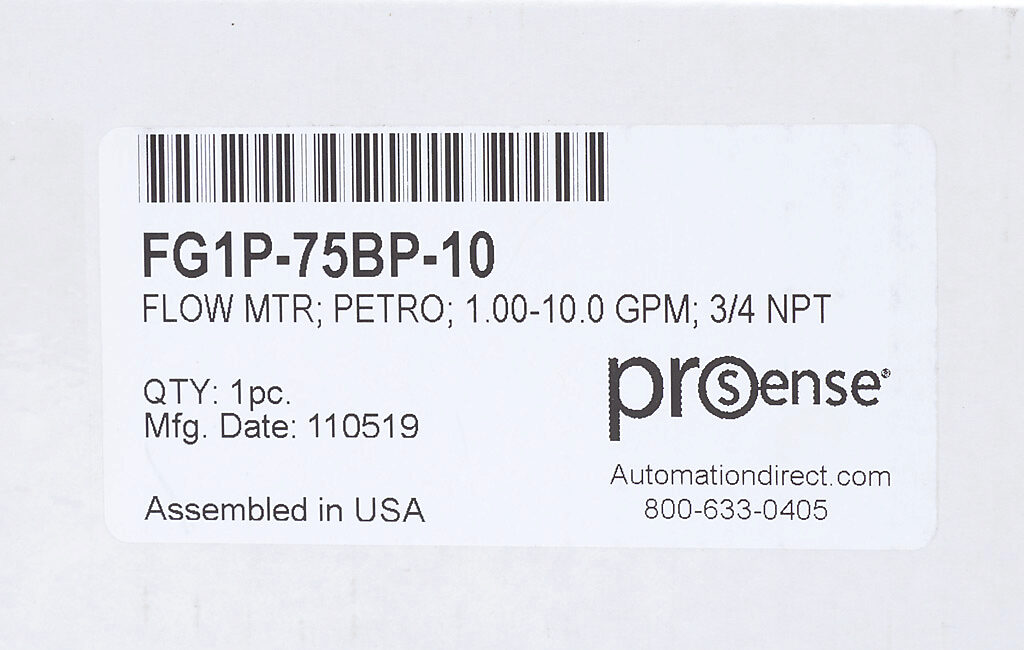 FG1P-75BP-10
FLOW MTR; PETRO; 1.00-10.0 GPM; 3/4 NPT
QTY: 1pc.
Mfg. Date: 110519
prosense®
Automationdirect.com
800-633-0405
Assembled in USA